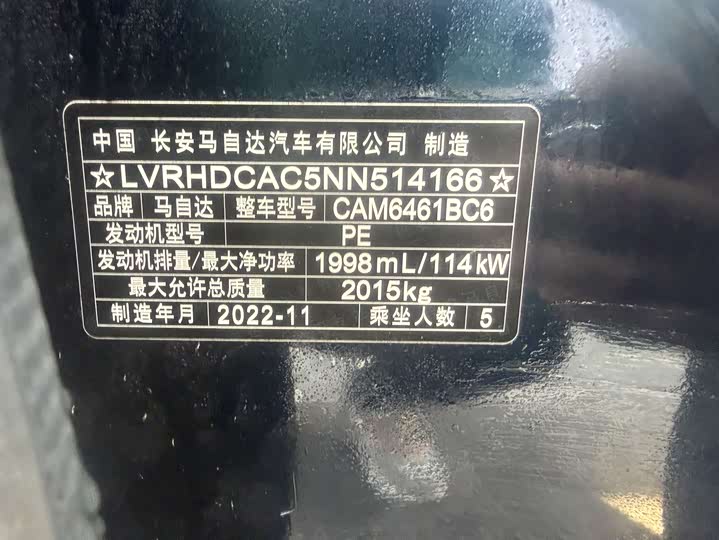 中国 长安马自达汽车有限公司 制造
☆LVRHDCAC5NN514166☆
品牌 马自达 整车型号 CAM6461BC6
发动机型号 PE
发动机排量/最大净功率 1998mL/114kW
最大允许总质量 2015kg
制造年月 2022-11 乘坐人数 5